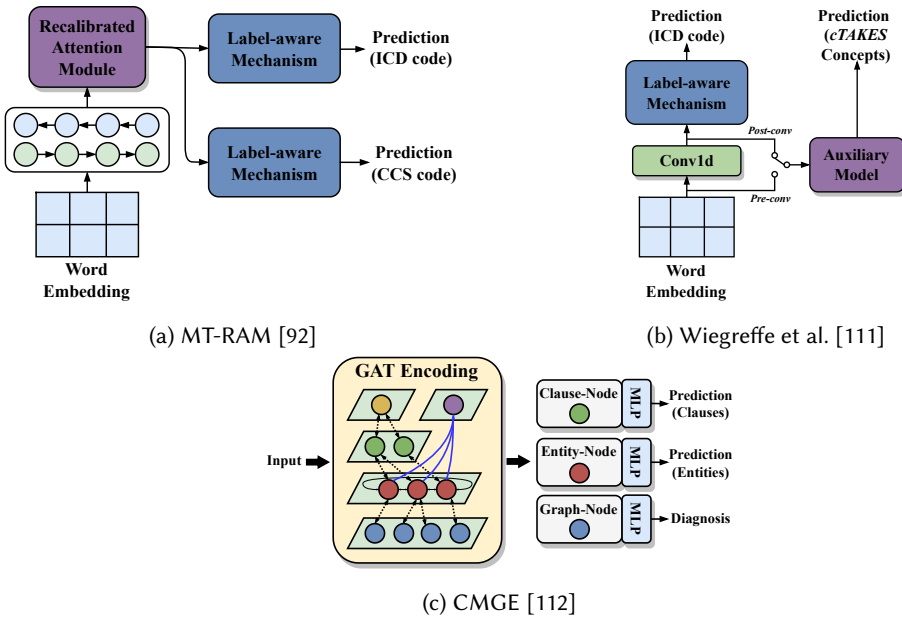 Recalibrated
Attention
Module
Label-aware
Mechanism
Prediction
(ICD code)
Label-aware
Mechanism
Prediction
(CCS code)
Word
Embedding
(a) MT-RAM [92]
Prediction
(ICD code)
Prediction
(cTAKES
Concepts)
Label-aware
Mechanism
Post-conv
Conv1d
Auxiliary
Model
Pre-conv
Word
Embedding
(b) Wiegreffe et al. [111]
GAT Encoding
Input
Clause-Node
MLP
Prediction
(Clauses)
Entity-Node
MLP
Prediction
(Entities)
Graph-Node
MLP
Diagnosis
(c) CMGE [112]